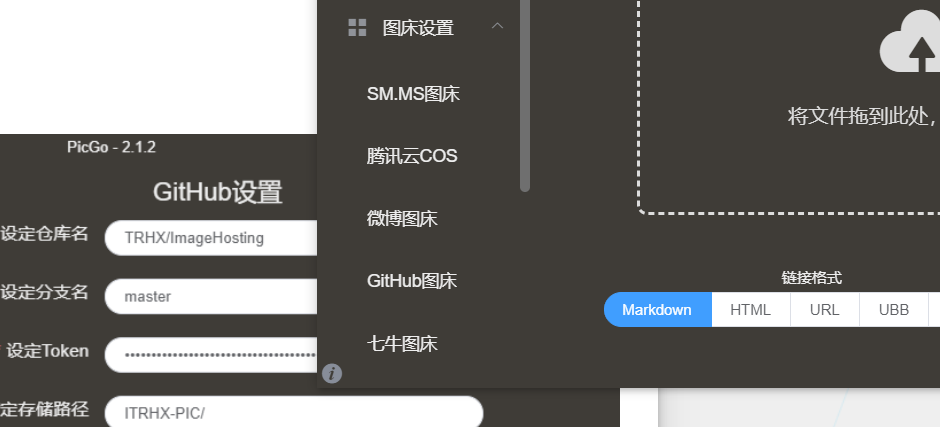 图床设置
SM.MS图床
腾讯云COS
微博图床
GitHub图床
七牛图床
将文件拖到此处，
链接格式
Markdown
HTML
URL
UBB
PicGo - 2.1.2
GitHub设置
设定仓库名
TRHX/ImageHosting
设定分支名
master
设定Token
定存储路径
ITRHX-PIC/